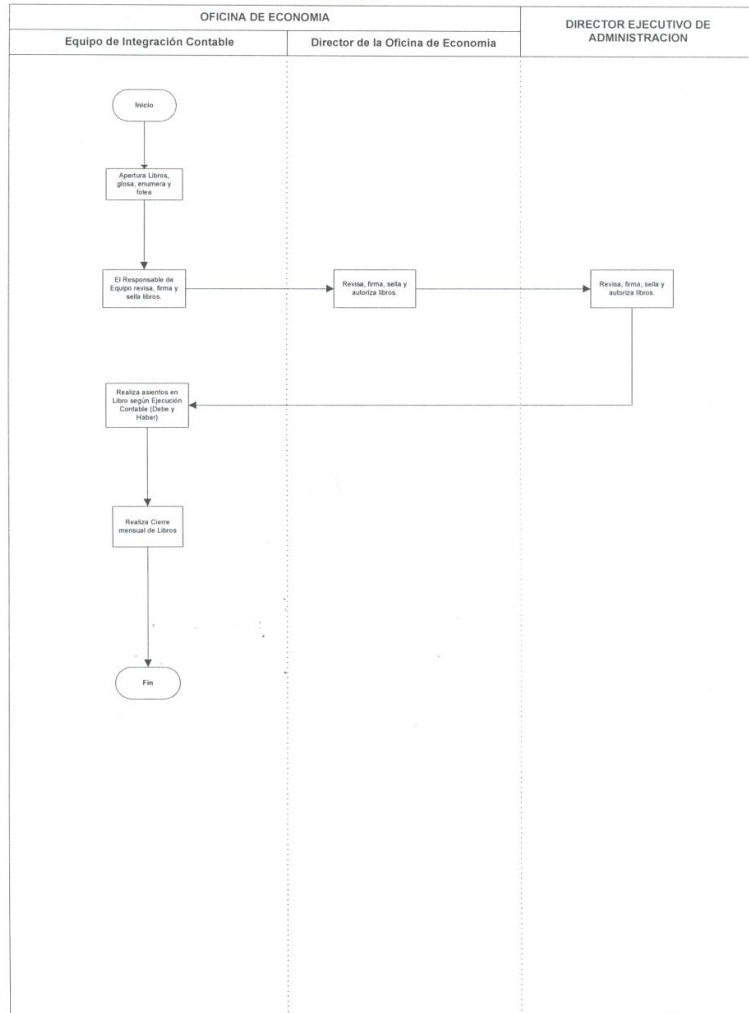 OFICINA DE ECONOMIA
DIRECTOR EJECUTIVO DE
ADMINISTRACION
Equipo de Integración Contable
Director de la Oficina de Economía
Inicio
Apertura Libros,
glosa, enumera y
folea
El Responsable de
Equipo revisa, firma y
sella libros.
Revisa, firma, sella y
autoriza libros.
Revisa, firma, sella y
autoriza libros.
Realiza asientos en
Libro según Ejecución
Contable (Debe y
Haber)
Realiza Cierre
mensual de Libros
Fin